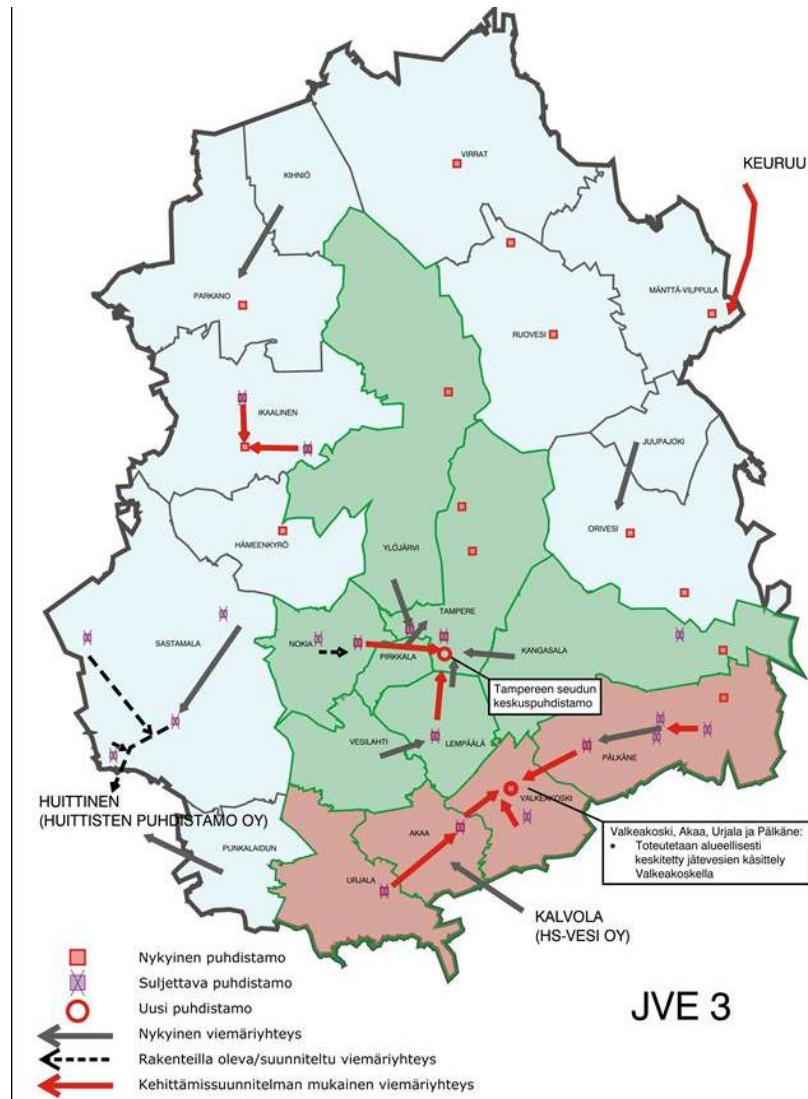 VIRRAT
KEURUU
KIHNIÖ
PARKANO
MÄNTTÄ-VILPPULA
RUOVESI
IKAALINEN
JUUPAJOKI
ORIVESI
HÄMEENKYRÖ
YLÖJÄRVI
TAMPERE
SASTAMALA
NOKIA
PIRKKALA
KANGASALA
Tampereen seudun
keskuspuhdistamo
VESILAHTI
LEMPÄÄLÄ
PÄLKÄNE
HUITTINEN
(HUITTISTEN PUHDISTAMO OY)
VALKEAKOSKI
Valkeakoski, Akaa, Urjala ja Pälkäne:
• Toteutetaan alueellisesti
keskitetty jätevesien käsittely
Valkeakoskella
AKAA
PUNKALAIDUN
URJALA
KALVOLA
(HS-VESI OY)
Nykyinen puhdistamo
Suljettava puhdistamo
Uusi puhdistamo
JVE 3
Nykyinen viemäriyhteys
Rakenteilla oleva/suunniteltu viemäriyhteys
Kehittämissuunnitelman mukainen viemäriyhteys